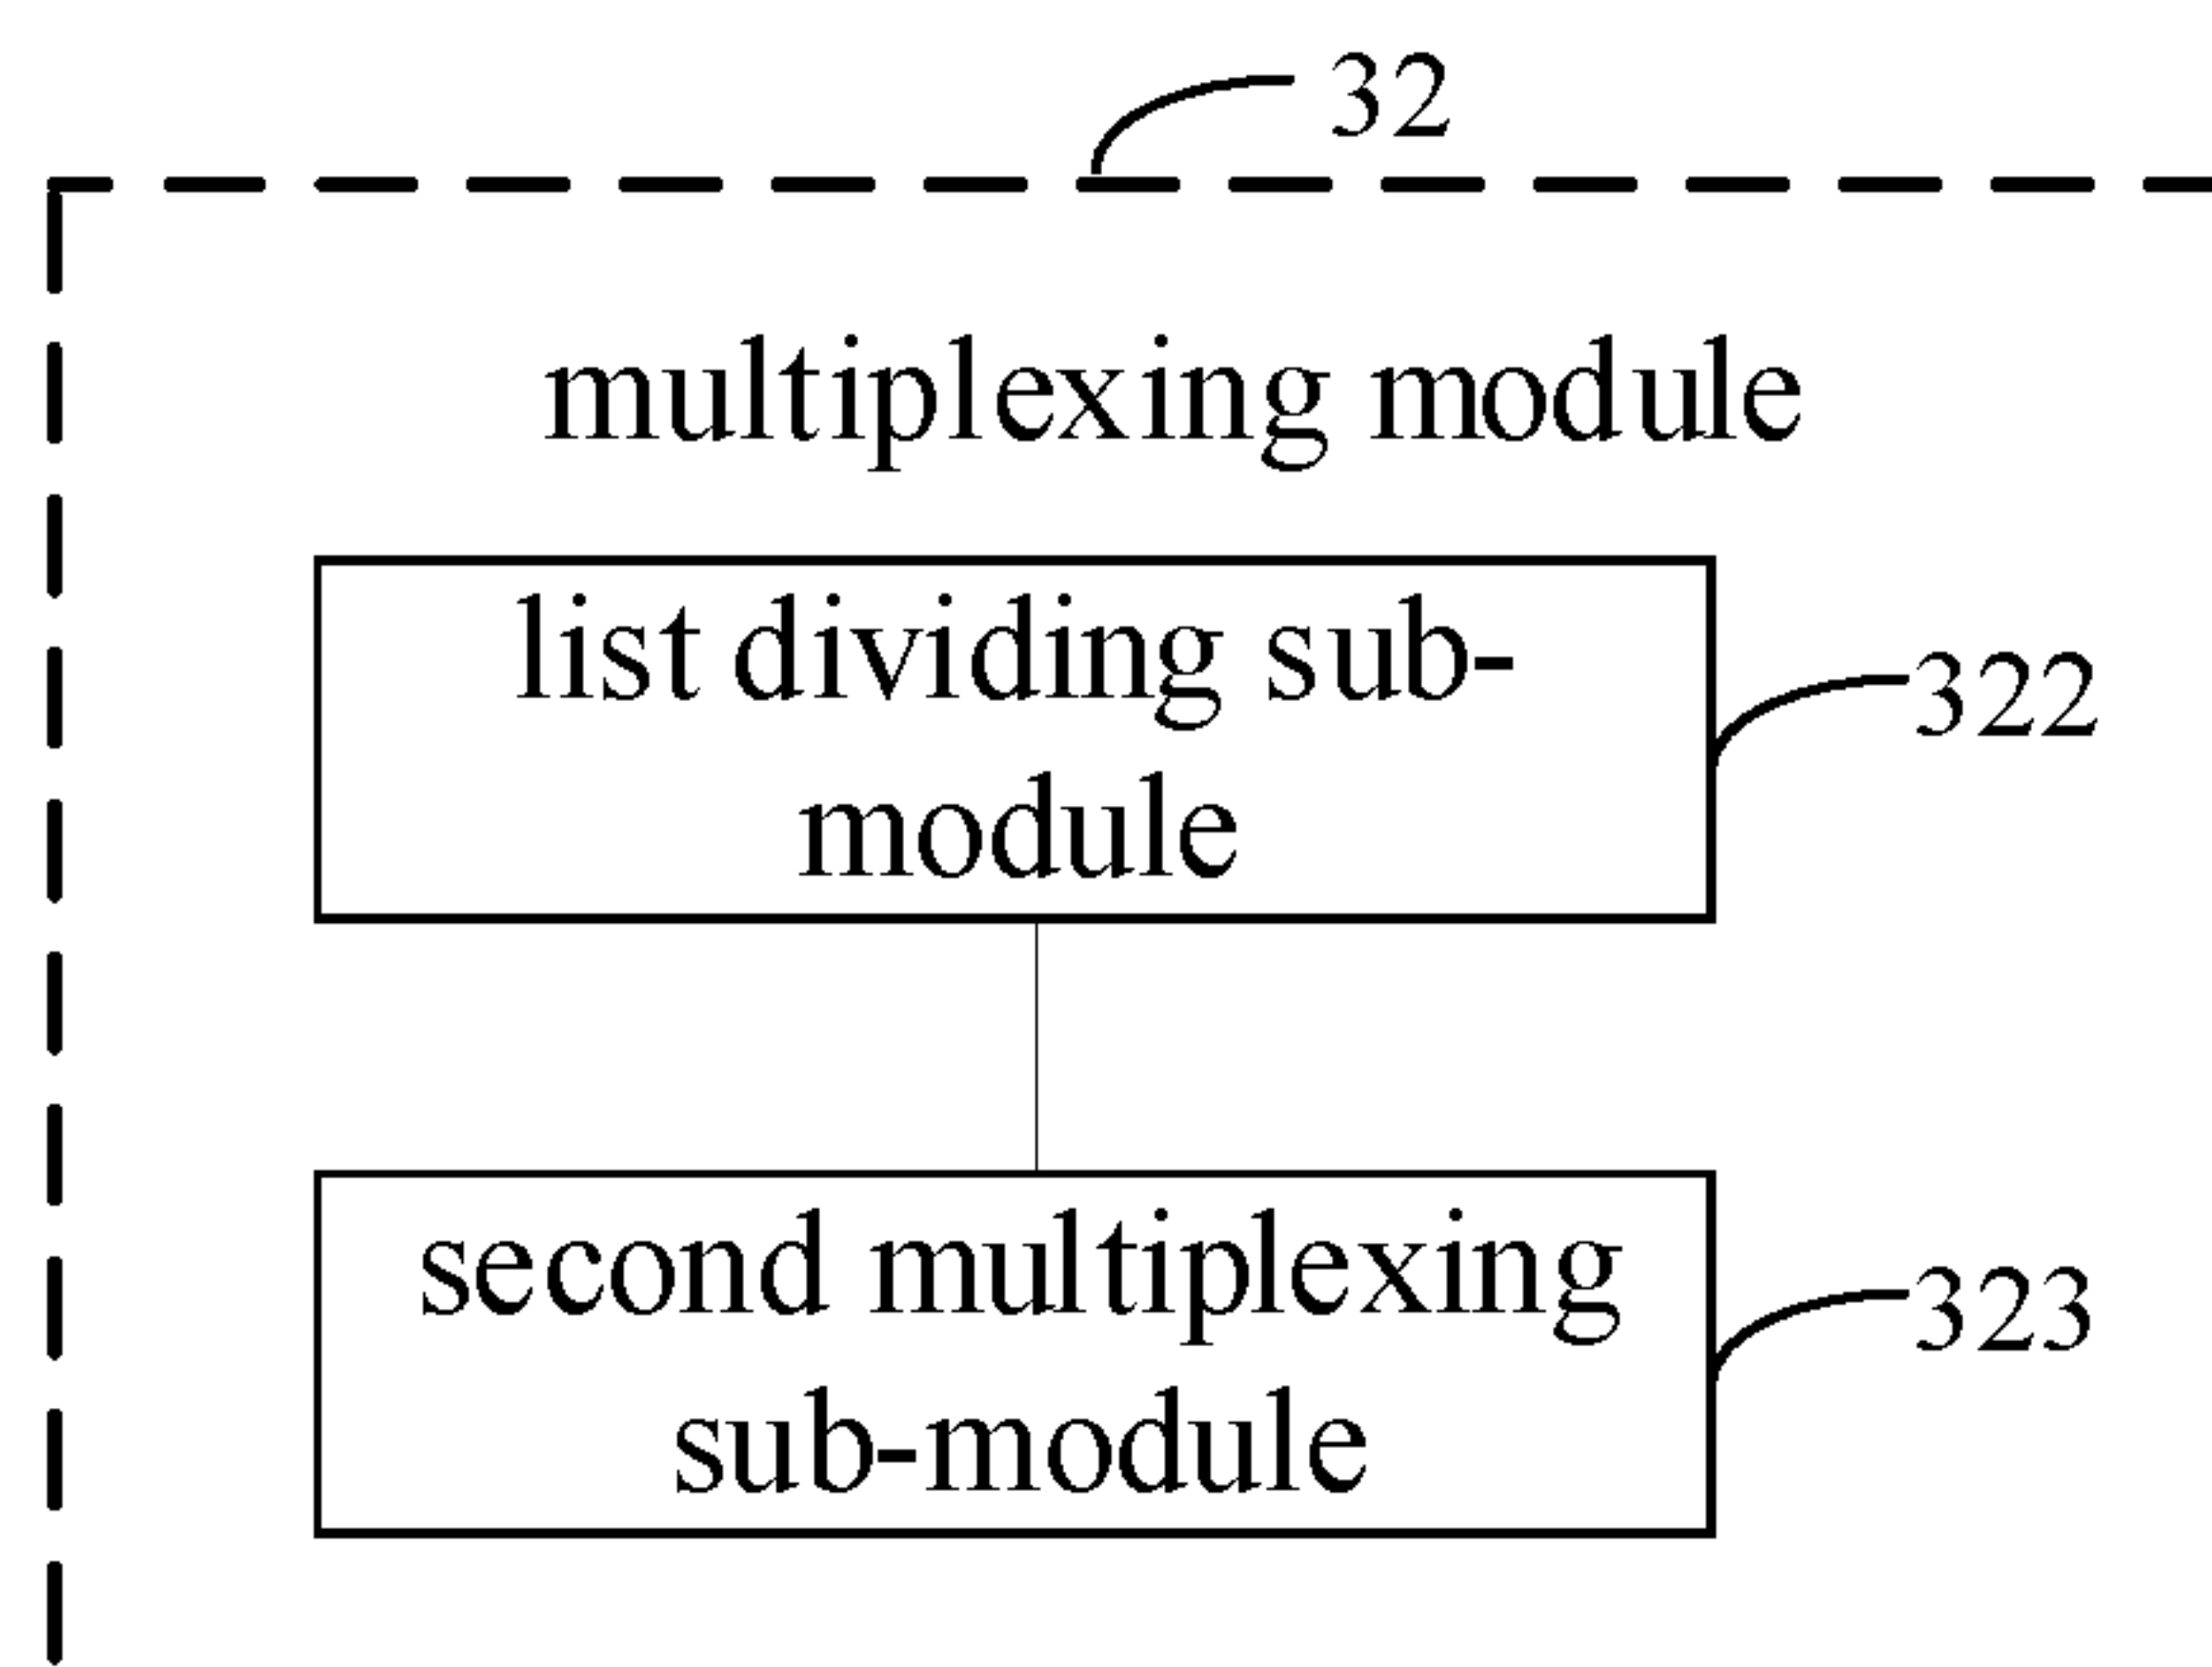 32
multiplexing module
list dividing sub-
module
322
second multiplexing
sub-module
323